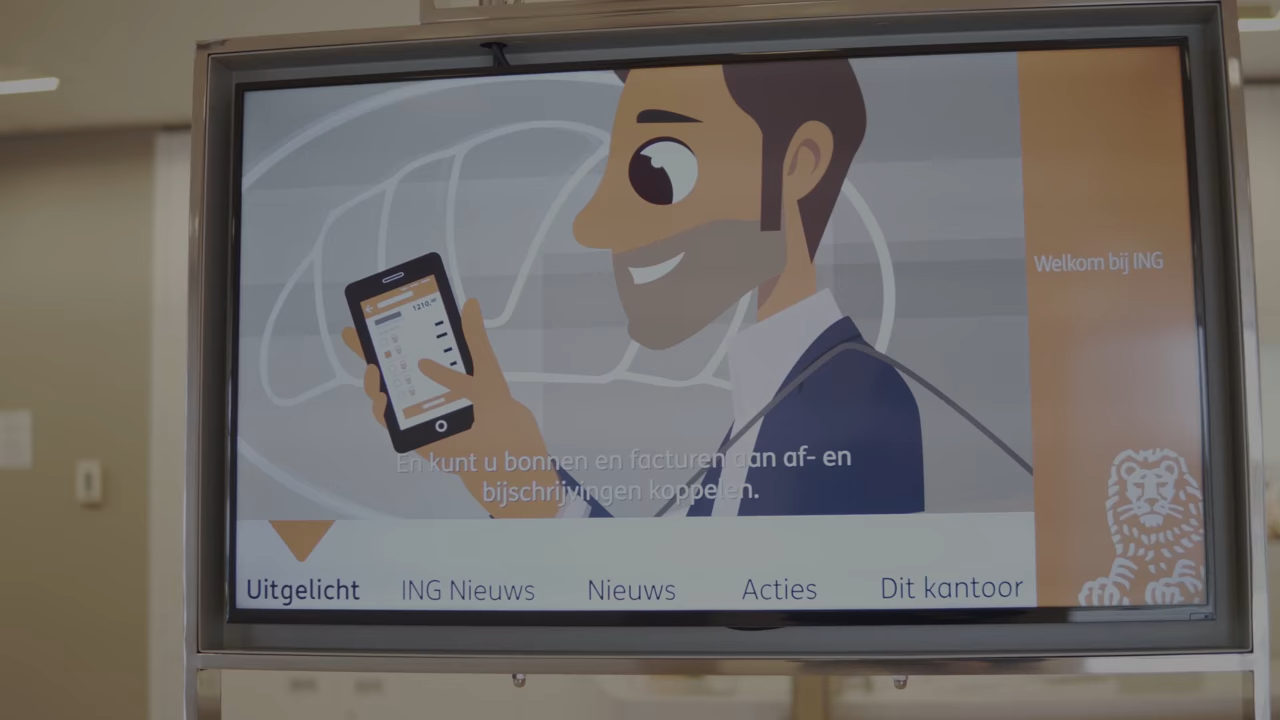 1210,
Welkom bij ING
En kunt u bonnen en facturen aan af- en
bijschrijvingen koppelen.
Uitgelicht
ING Nieuws
Nieuws
Acties
Dit kantoor